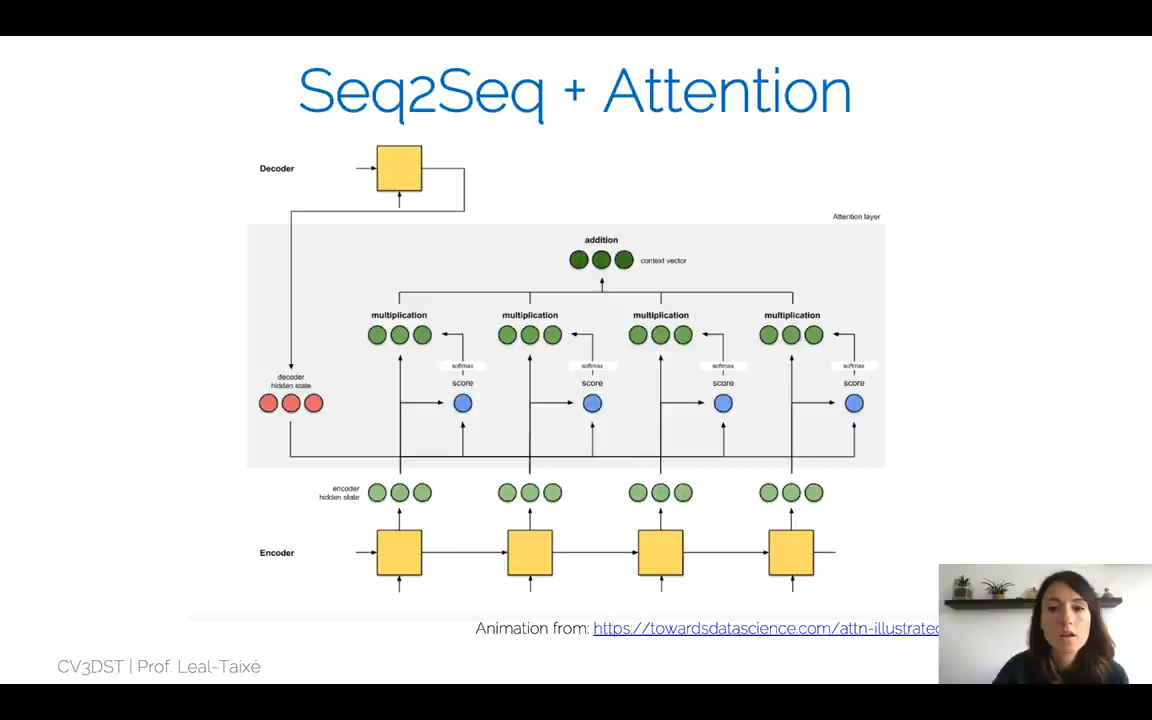 Seq2Seq + Attention
Decoder
Attention layer
addition
context vector
multiplication multiplication multiplication multiplication
softmax softmax softmax softmax
decoder
hidden state
score score score score
encoder
hidden state
Encoder
Animation from: https://towardsdatascience.com/attn-illustrated
CV3DST | Prof. Leal-Taixé